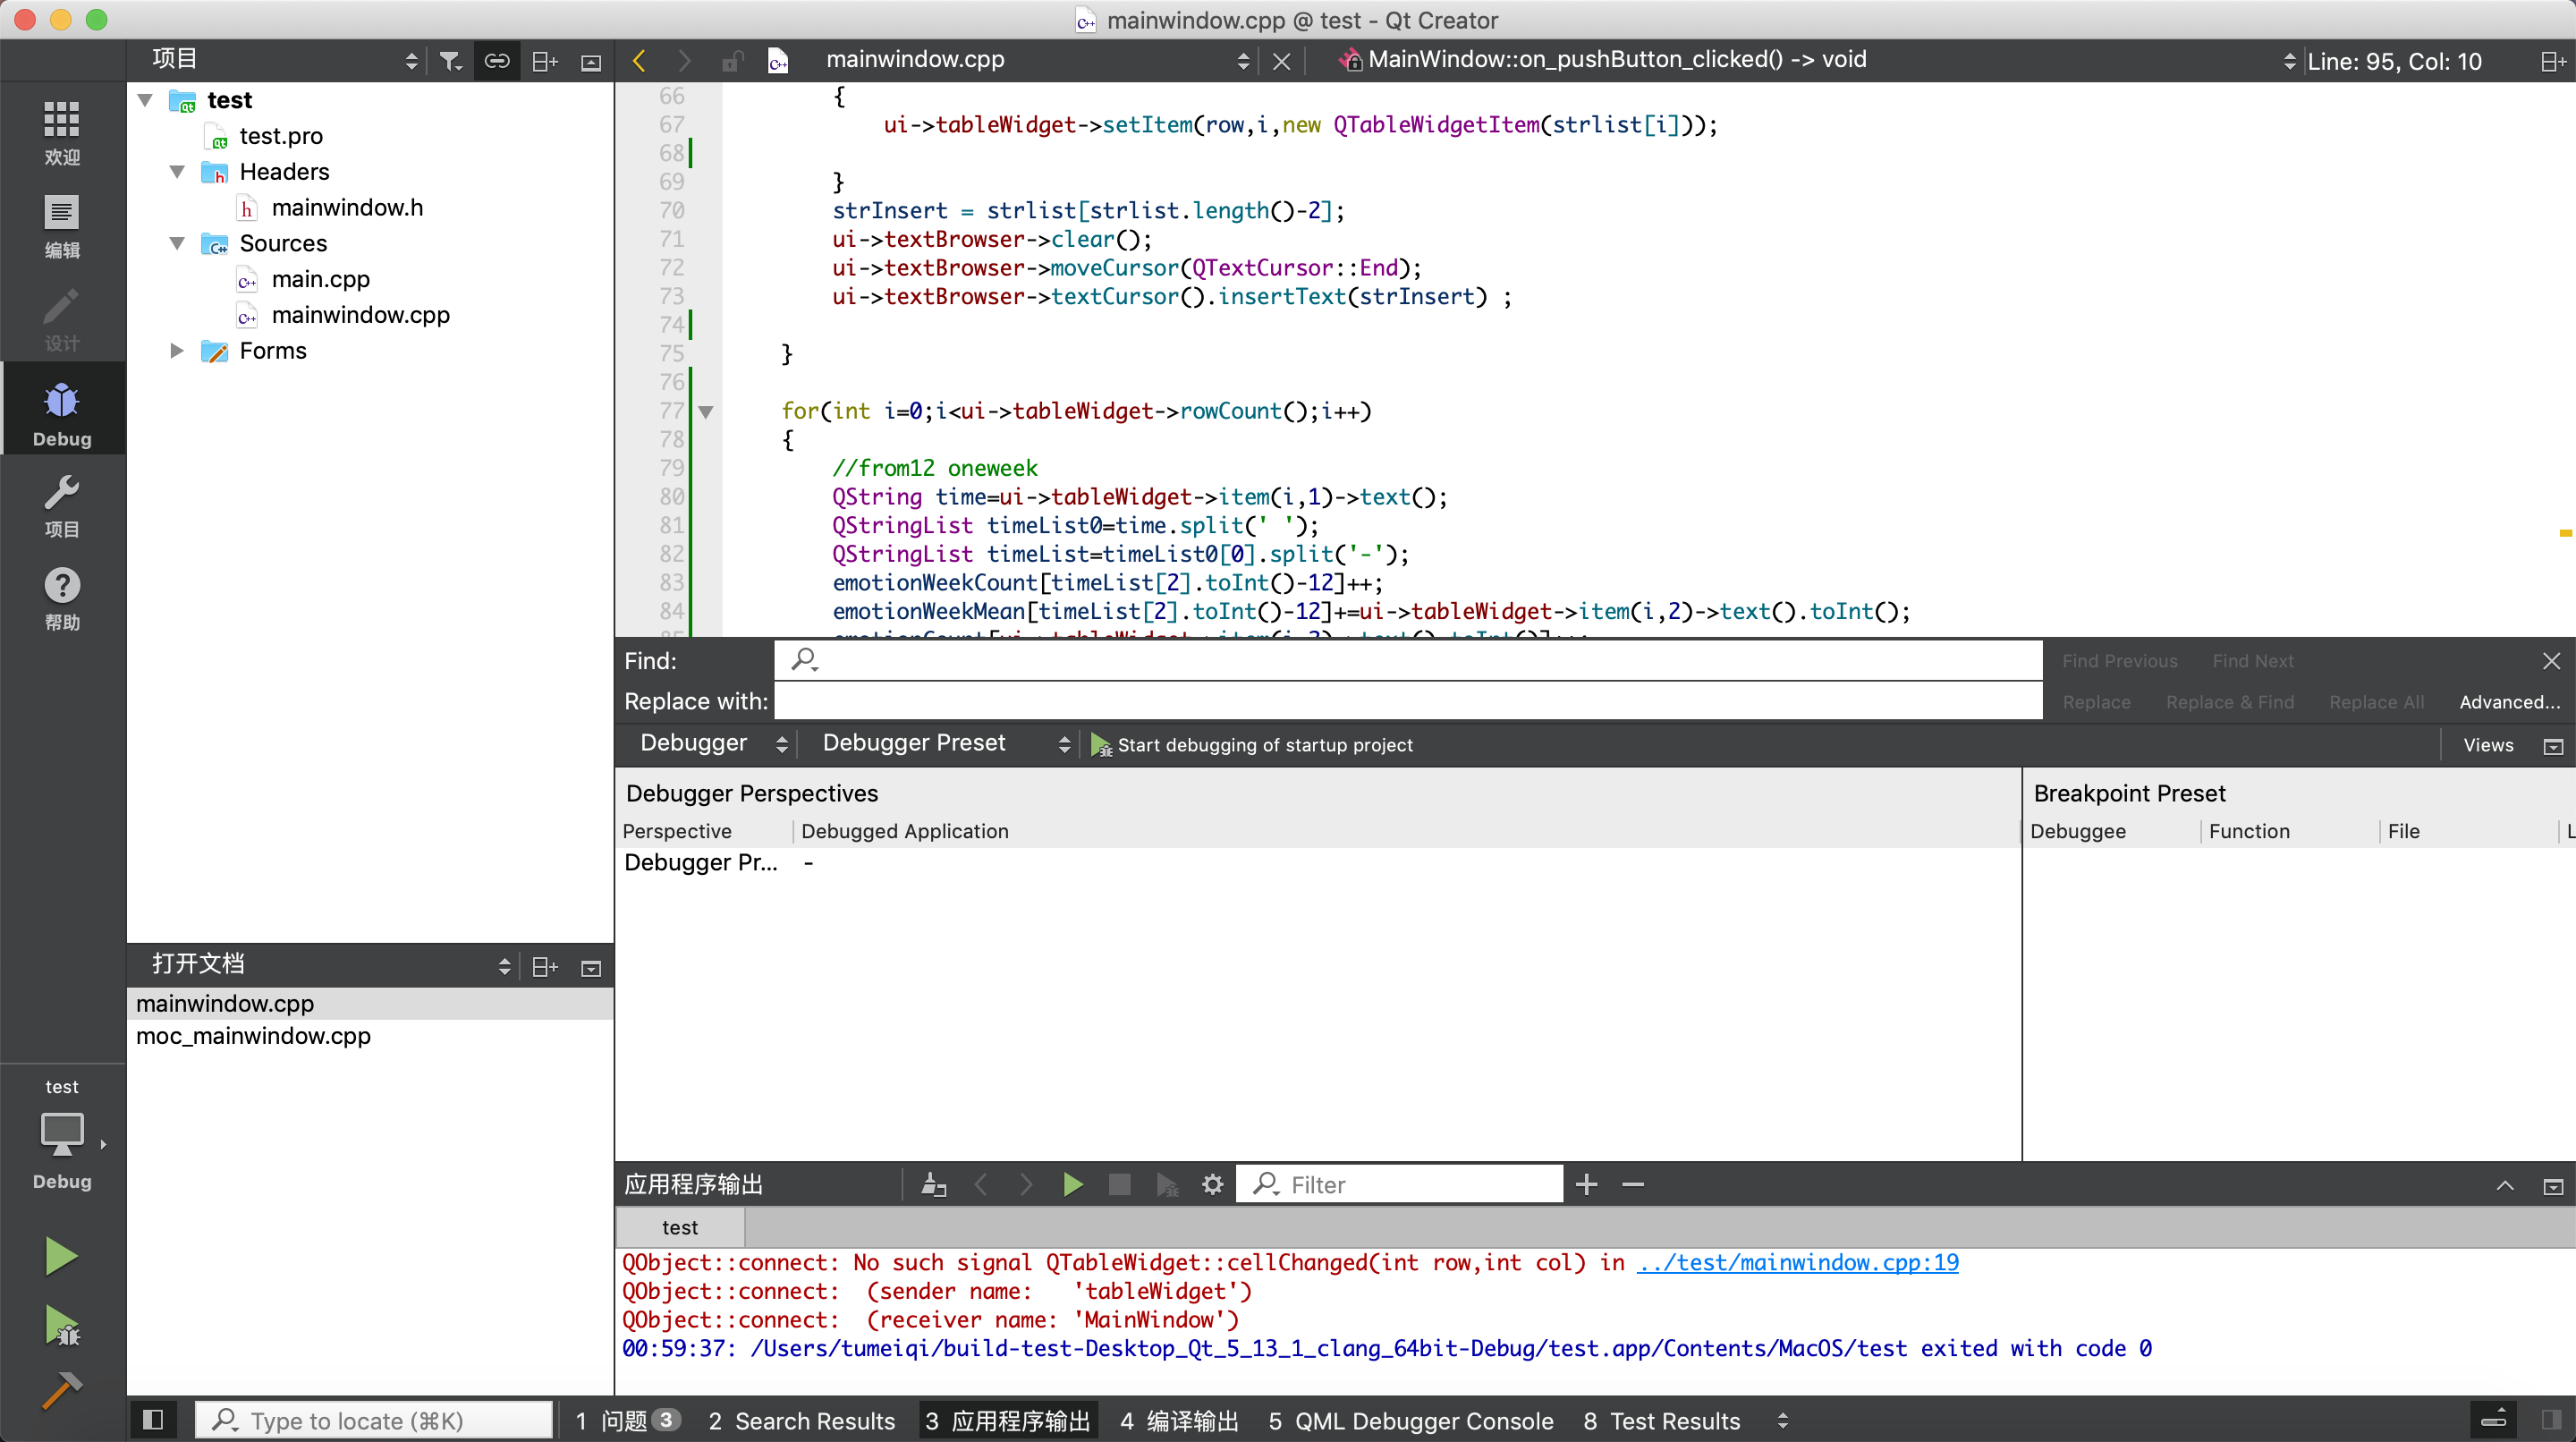 mainwindow.cpp @ test - Qt Creator
项目
mainwindow.cpp
MainWindow::on_pushButton_clicked() -> void
Line: 95, Col: 10
欢迎
编辑
设计
Debug
项目
帮助
test
Debug
test
test.pro
Headers
mainwindow.h
Sources
main.cpp
mainwindow.cpp
Forms
打开文档
mainwindow.cpp
moc_mainwindow.cpp
66 {
67 ui->tableWidget->setItem(row,i,new QTableWidgetItem(strlist[i]));
68
69 }
70 strInsert = strlist[strlist.length()-2];
71 ui->textBrowser->clear();
72 ui->textBrowser->moveCursor(QTextCursor::End);
73 ui->textBrowser->textCursor().insertText(strInsert) ;
74
75 }
76
77 for(int i=0;i<ui->tableWidget->rowCount();i++)
78 {
79 //from12 oneweek
80 QString time=ui->tableWidget->item(i,1)->text();
81 QStringList timeList0=time.split(' ');
82 QStringList timeList=timeList0[0].split('-');
83 emotionWeekCount[timeList[2].toInt()-12]++;
84 emotionWeekMean[timeList[2].toInt()-12]+=ui->tableWidget->item(i,2)->text().toInt();
Find:
Find Previous Find Next
Replace with:
Replace Replace & Find Replace All Advanced...
Debugger Debugger Preset Start debugging of startup project Views
Debugger Perspectives
Perspective Debugged Application
Debugger Pr... -
Breakpoint Preset
Debuggee Function File L
应用程序输出 Filter
test
QObject::connect: No such signal QTableWidget::cellChanged(int row,int col) in ../test/mainwindow.cpp:19
QObject::connect: (sender name: 'tableWidget')
QObject::connect: (receiver name: 'MainWindow')
00:59:37: /Users/tumeiqi/build-test-Desktop_Qt_5_13_1_clang_64bit-Debug/test.app/Contents/MacOS/test exited with code 0
Type to locate (⌘K) 1 问题 3 2 Search Results 3 应用程序输出 4 编译输出 5 QML Debugger Console 8 Test Results